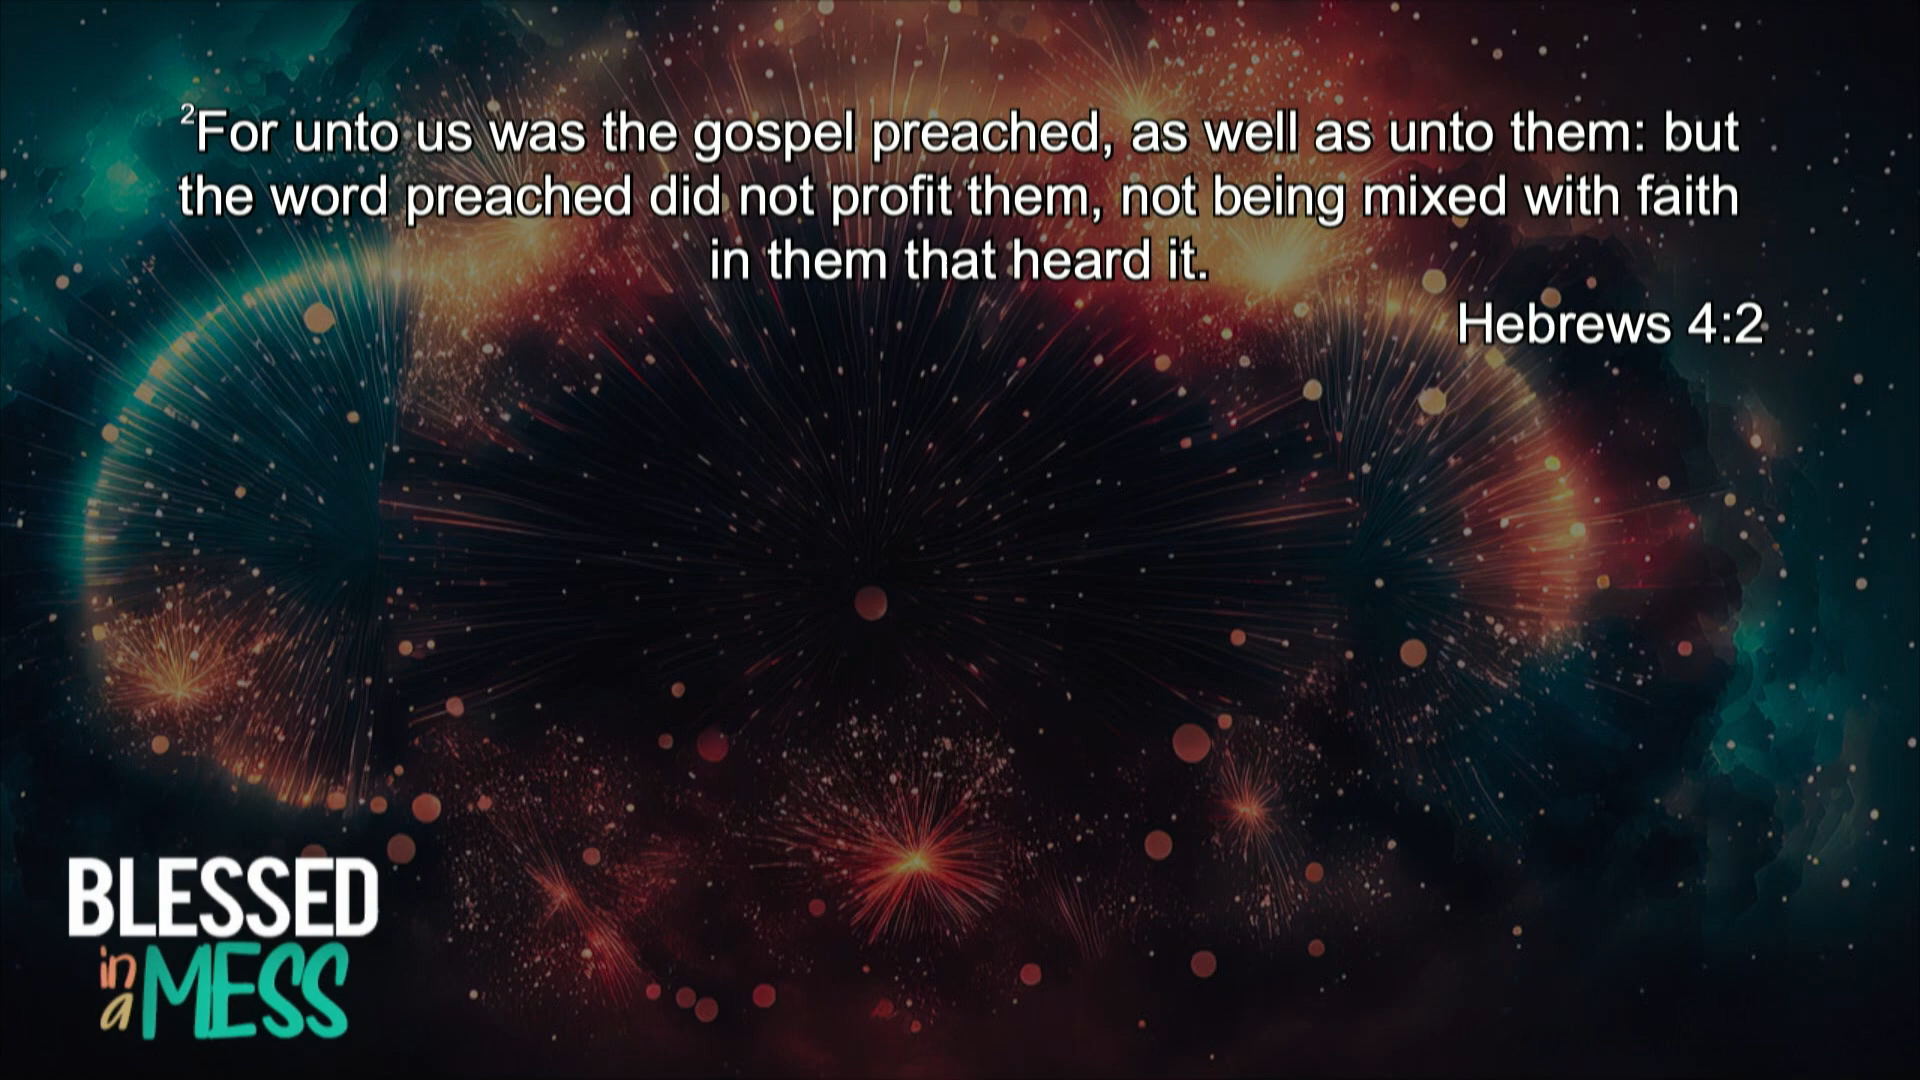 ²For unto us was the gospel preached, as well as unto them: but
the word preached did not profit them, not being mixed with faith
in them that heard it.
Hebrews 4:2
BLESSED
in a MESS